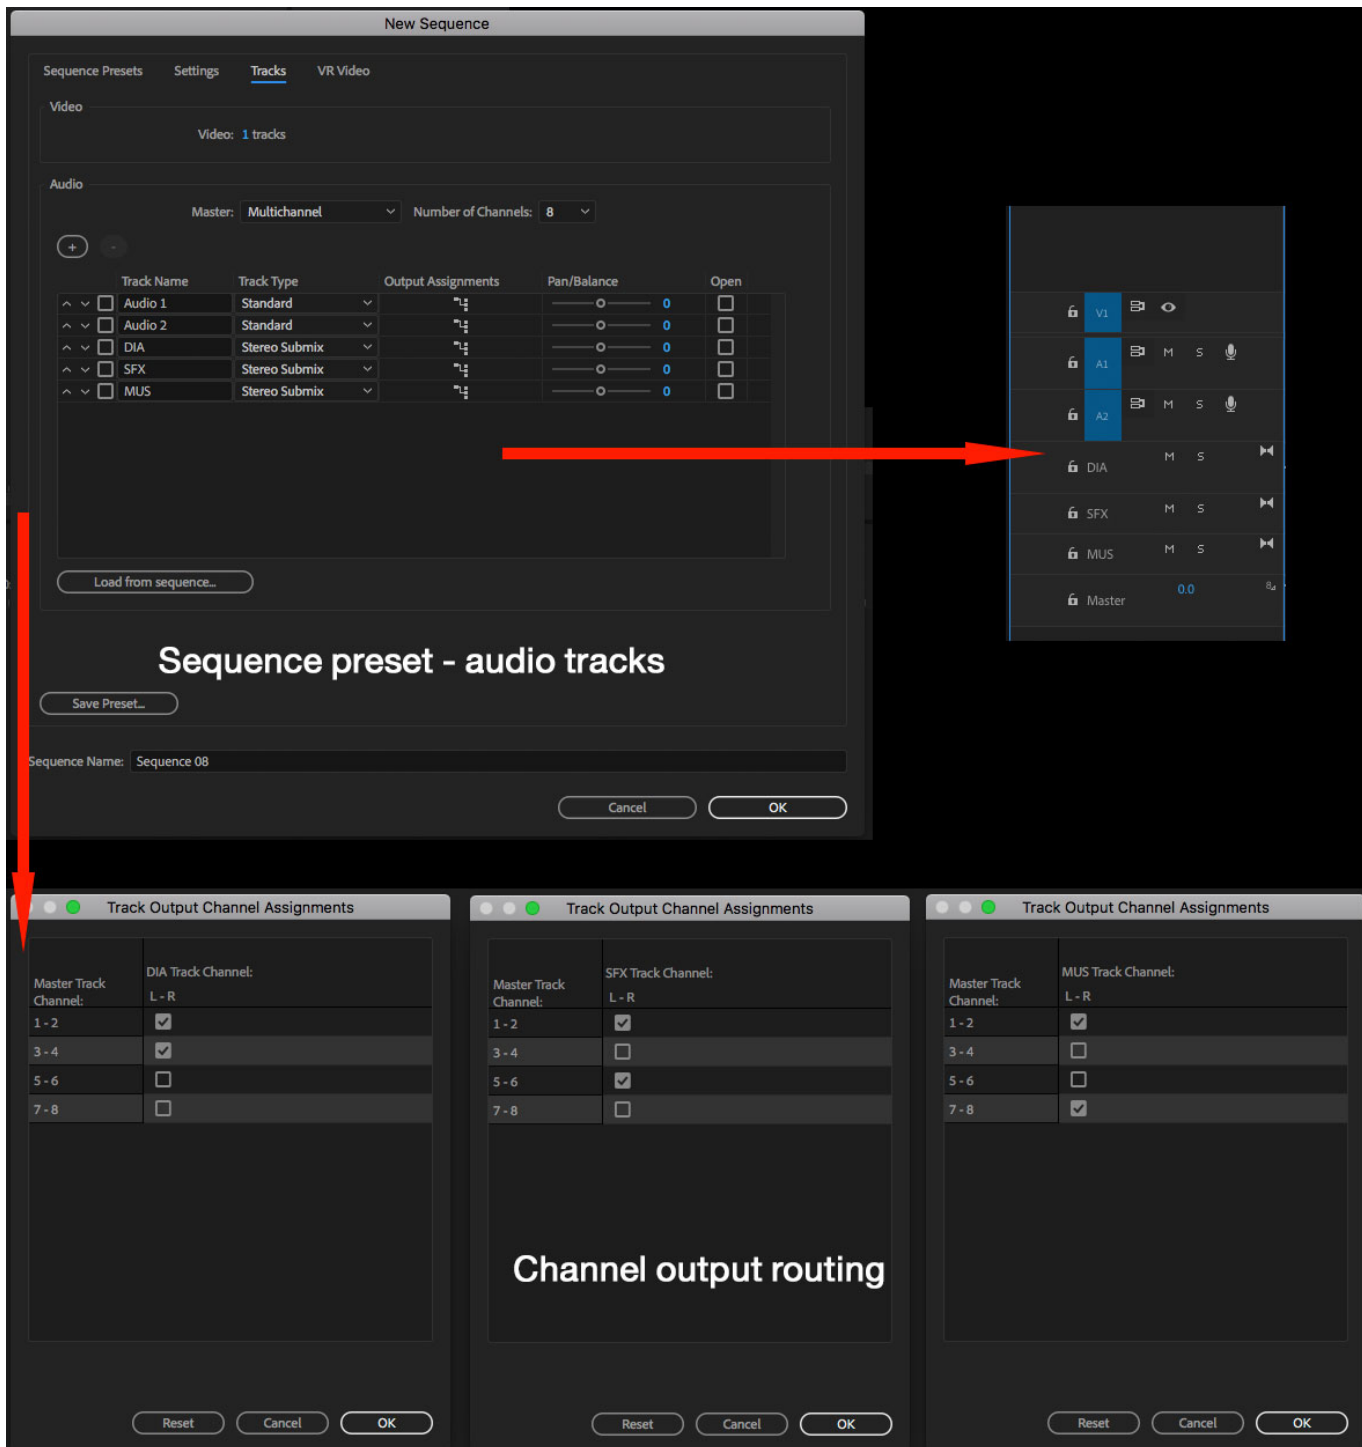 New Sequence
Sequence Presets Settings Tracks VR Video
Video
Video: 1 tracks
Audio
Master: Multichannel Number of Channels: 8
+ -
Track Name Track Type Output Assignments Pan/Balance Open
Audio 1 Standard 0
Audio 2 Standard 0
DIA Stereo Submix 0
SFX Stereo Submix 0
MUS Stereo Submix 0
Load from sequence...
Sequence preset - audio tracks
Save Preset...
Sequence Name: Sequence 08
Cancel OK
V1
A1 M S
A2 M S
DIA M S
SFX M S
MUS M S
Master 0.0 8
Track Output Channel Assignments
Master Track Channel:
DIA Track Channel:
L - R
1 - 2
3 - 4
5 - 6
7 - 8
Reset Cancel OK
Track Output Channel Assignments
Master Track Channel:
SFX Track Channel:
L - R
1 - 2
3 - 4
5 - 6
7 - 8
Channel output routing
Reset Cancel OK
Track Output Channel Assignments
Master Track Channel:
MUS Track Channel:
L - R
1 - 2
3 - 4
5 - 6
7 - 8
Reset Cancel OK